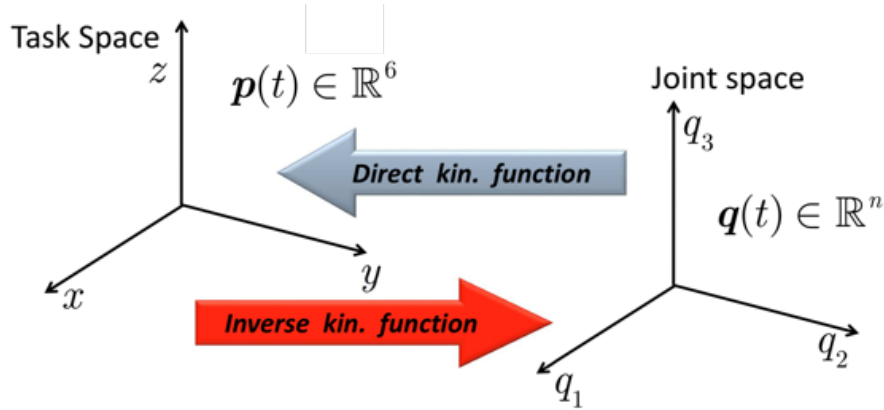 Task Space
z
p(t) ∈ ℝ⁶
Joint space
q₃
Direct kin. function
q(t) ∈ ℝⁿ
y
x
Inverse kin. function
q₂
q₁